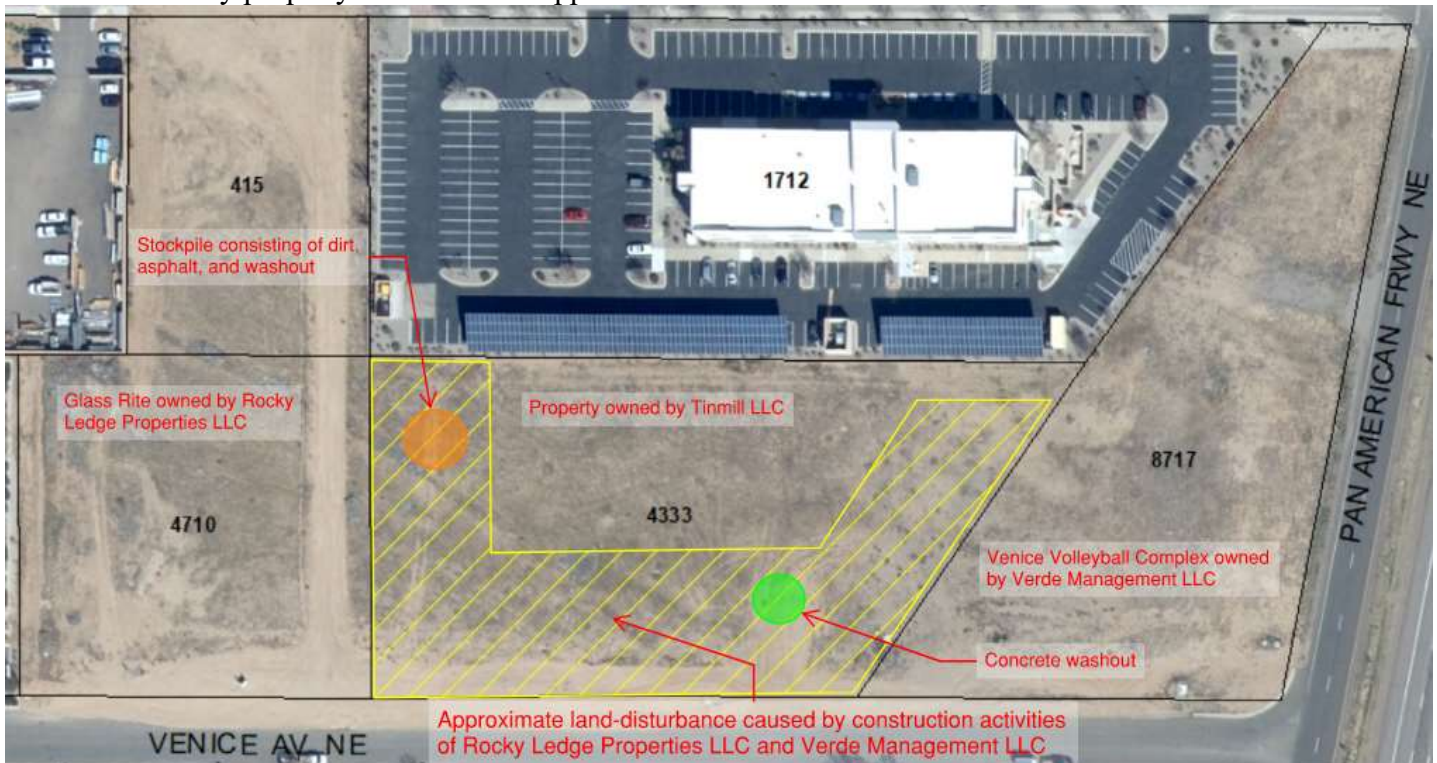 415
1712
Stockpile consisting of dirt,
asphalt, and washout
PAN AMERICAN FRWY NE
Glass Rite owned by Rocky
Ledge Properties LLC
Property owned by Tinmill LLC
8717
4710
4333
Venice Volleyball Complex owned
by Verde Management LLC
Concrete washout
Approximate land-disturbance caused by construction activities
of Rocky Ledge Properties LLC and Verde Management LLC
VENICE AV NE